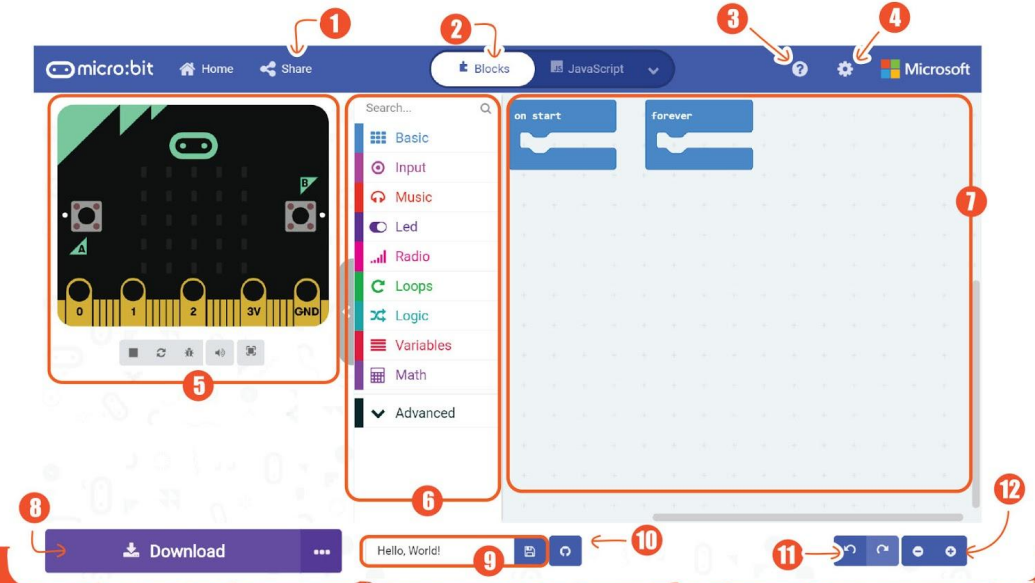 1
2
3
4
micro:bit Home Share Blocks JavaScript Microsoft
5
B
A
0 1 2 3V GND
6
Search...
Basic
Input
Music
Led
Radio
Loops
Logic
Variables
Math
Advanced
7
on start
forever
8
Download
...
9
Hello, World!
10
11
12